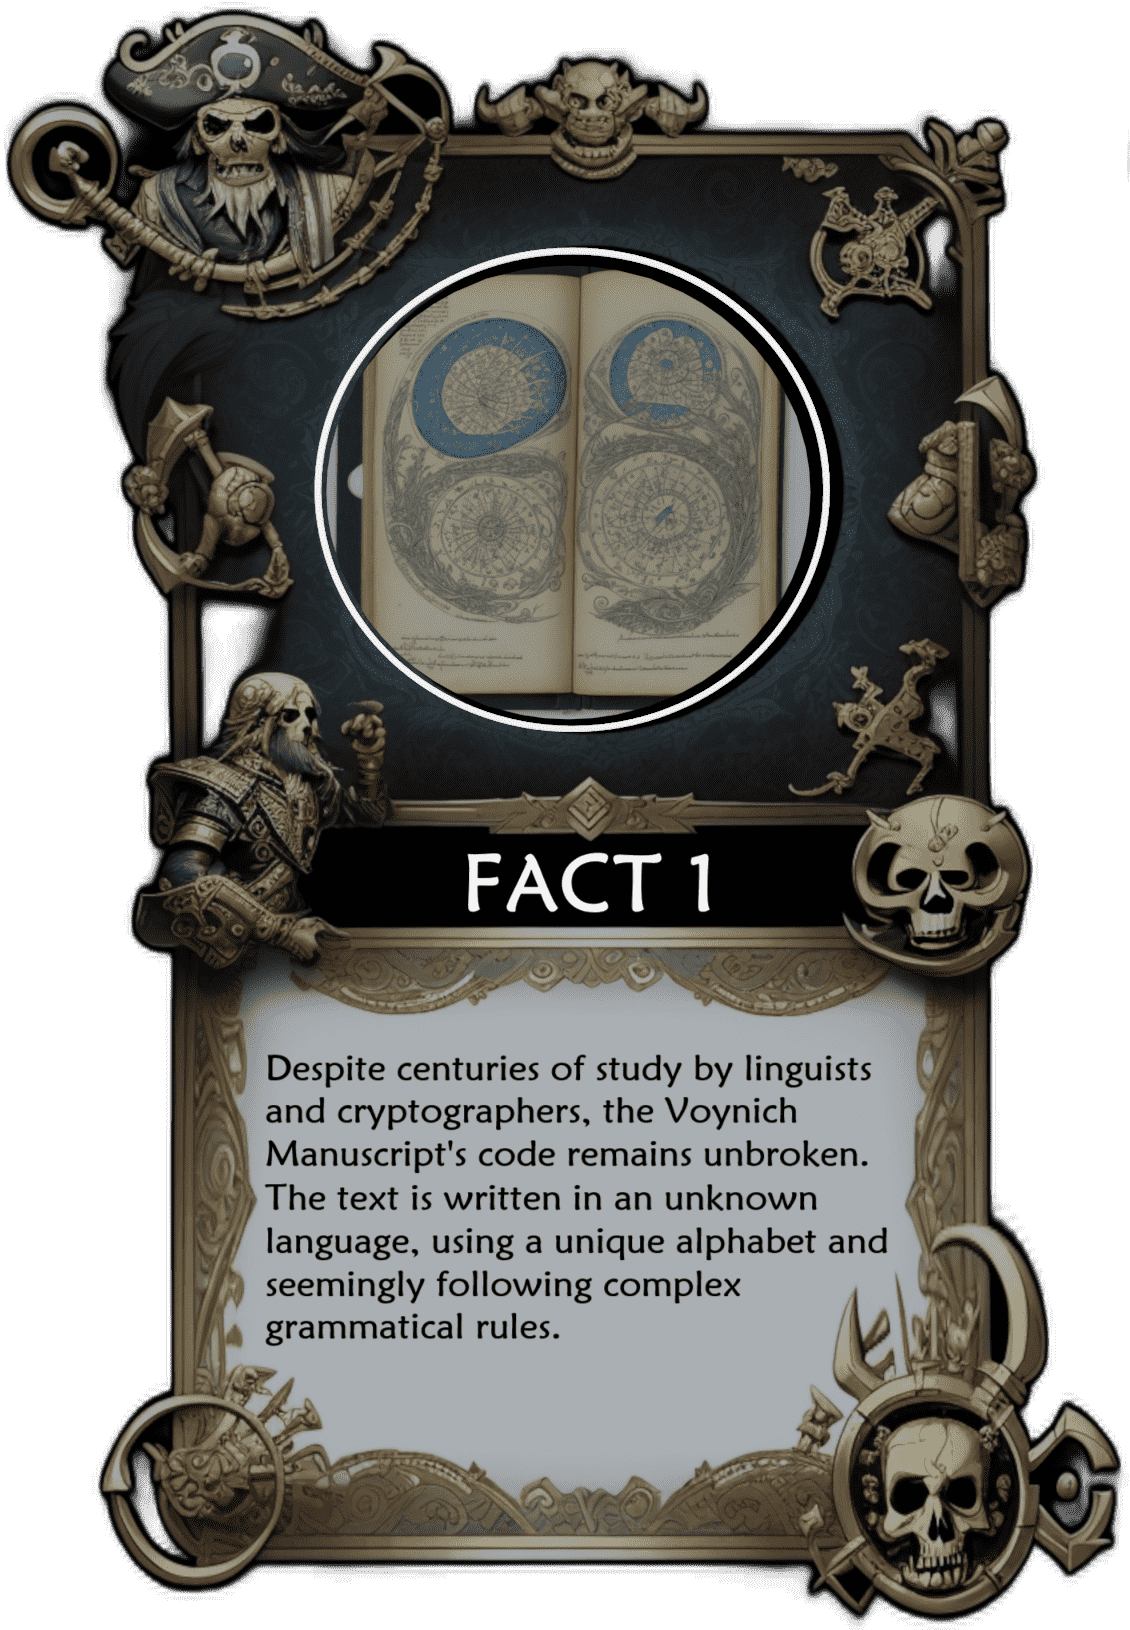 FACT 1
Despite centuries of study by linguists
and cryptographers, the Voynich
Manuscript's code remains unbroken.
The text is written in an unknown
language, using a unique alphabet and
seemingly following complex
grammatical rules.